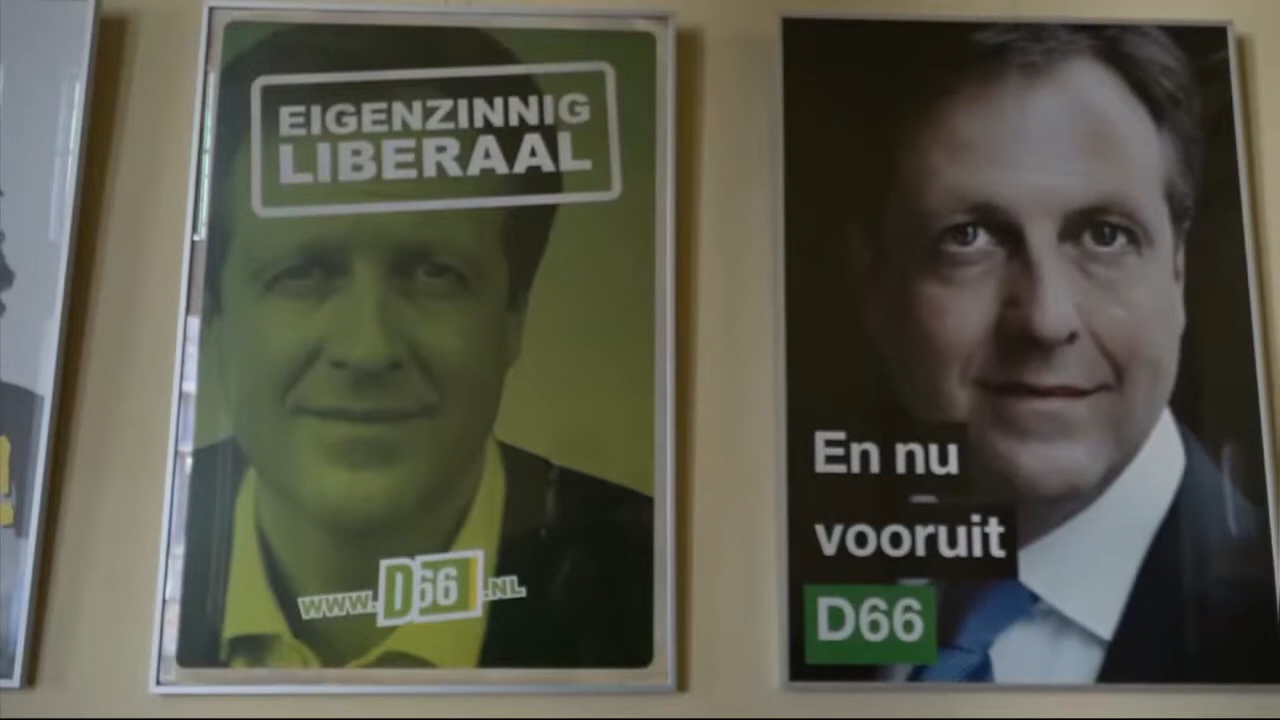 EIGENZINNIG
LIBERAAL
www.D66.NL
En nu
vooruit
D66